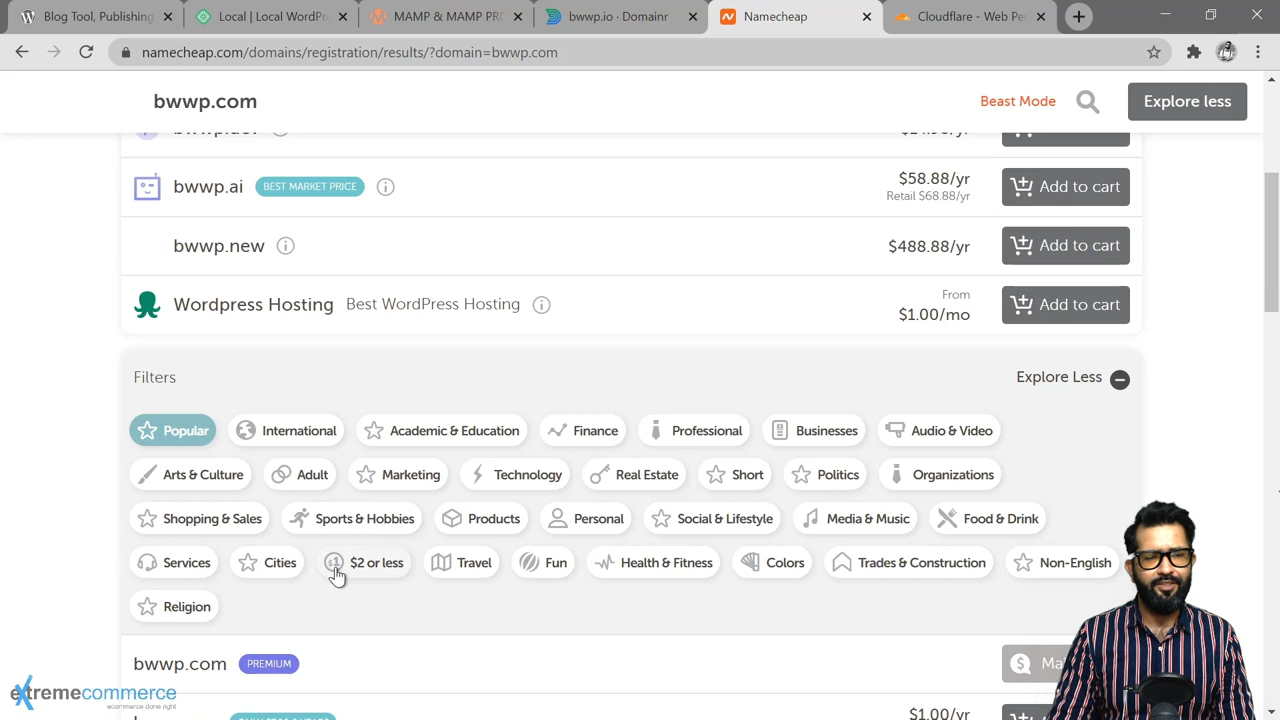 Blog Tool, Publishing
Local | Local WordPr
MAMP & MAMP PRO
bwwp.io · Domainr
Namecheap
Cloudflare - Web Per
namecheap.com/domains/registration/results/?domain=bwwp.com
bwwp.com
Beast Mode
Explore less
bwwp.ai BEST MARKET PRICE $58.88/yr Add to cart
Retail $68.88/yr
bwwp.new $488.88/yr Add to cart
Wordpress Hosting Best WordPress Hosting From $1.00/mo Add to cart
Filters Explore Less
Popular International Academic & Education Finance Professional Businesses Audio & Video
Arts & Culture Adult Marketing Technology Real Estate Short Politics Organizations
Shopping & Sales Sports & Hobbies Products Personal Social & Lifestyle Media & Music Food & Drink
Services Cities $2 or less Travel Fun Health & Fitness Colors Trades & Construction Non-English
Religion
bwwp.com PREMIUM Ma
$1.00/yr
extremecommerce
ecommerce done right